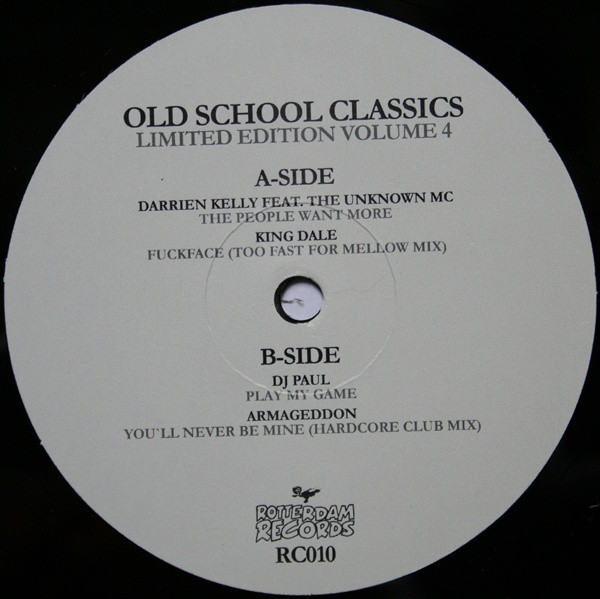 OLD SCHOOL CLASSICS
LIMITED EDITION VOLUME 4
A-SIDE
DARRIEN KELLY FEAT. THE UNKNOWN MC
THE PEOPLE WANT MORE
KING DALE
FUCKFACE (TOO FAST FOR MELLOW MIX)
B-SIDE
DJ PAUL
PLAY MY GAME
ARMAGEDDON
YOU`LL NEVER BE MINE (HARDCORE CLUB MIX)
ROTTERDAM
RECORDS
RC010